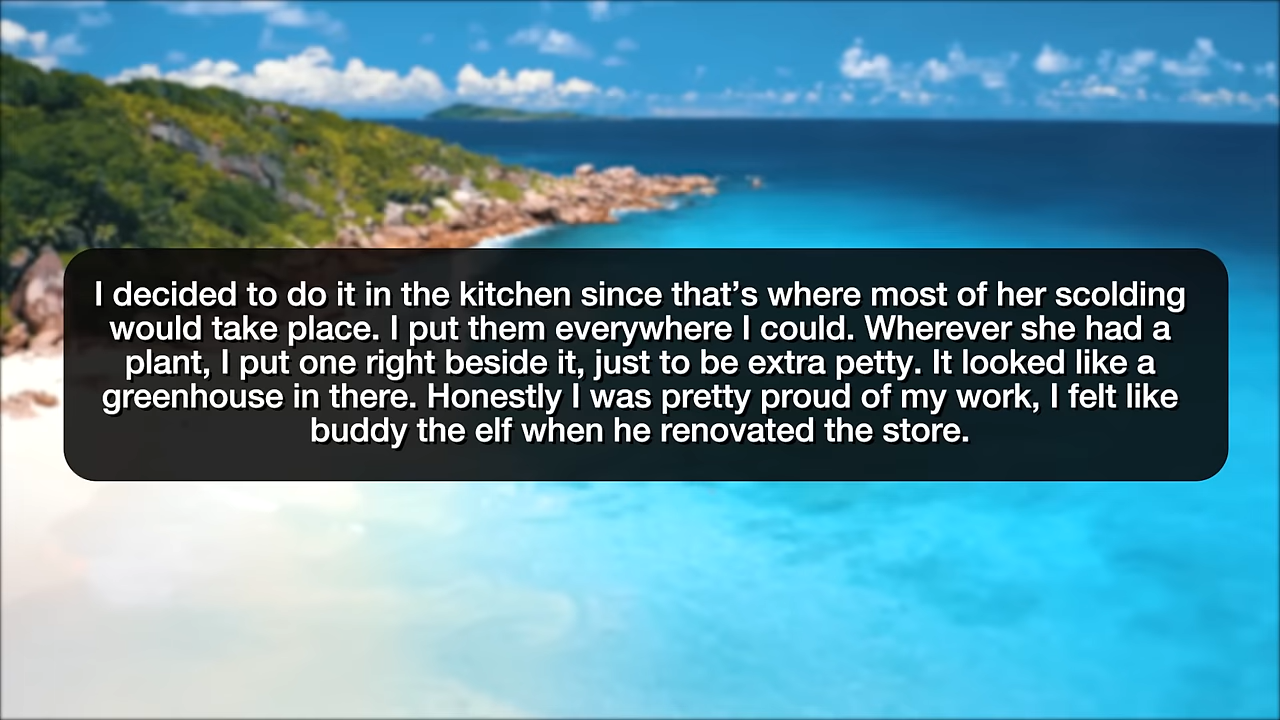 I decided to do it in the kitchen since that’s where most of her scolding
would take place. I put them everywhere I could. Wherever she had a
plant, I put one right beside it, just to be extra petty. It looked like a
greenhouse in there. Honestly I was pretty proud of my work, I felt like
buddy the elf when he renovated the store.